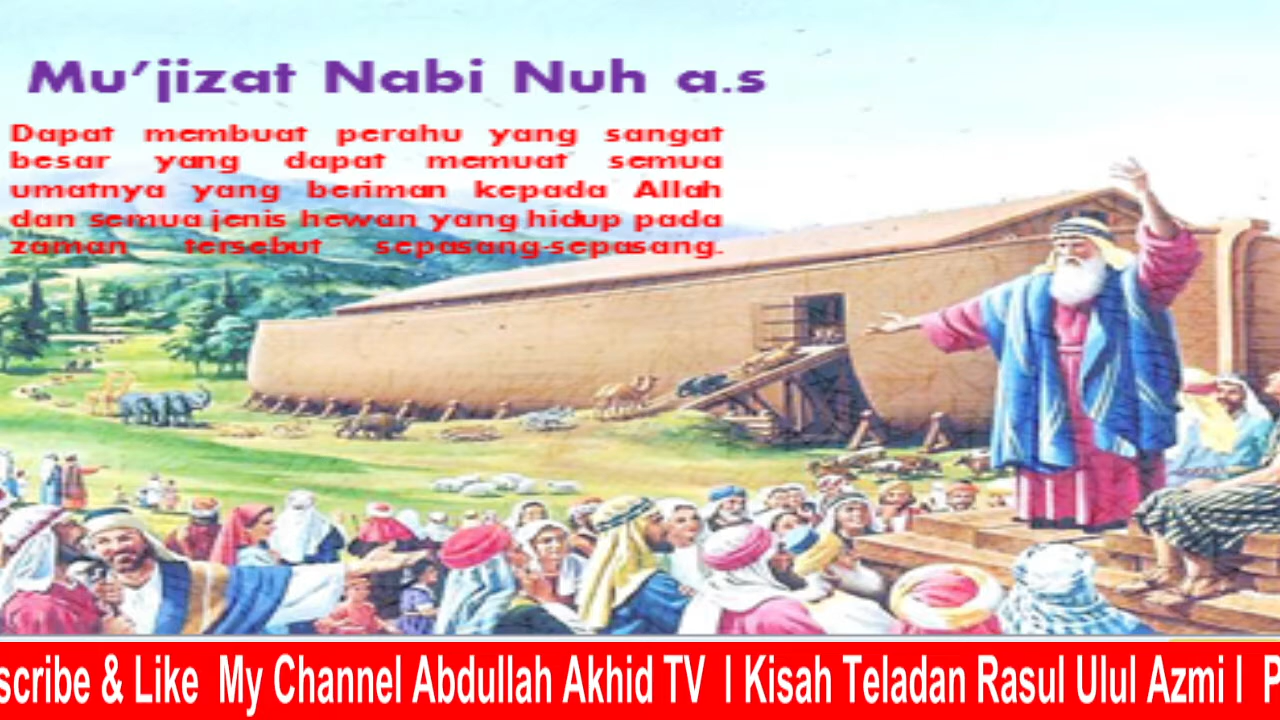 Mu'jizat Nabi Nuh a.s
Dapat membuat perahu yang sangat
besar yang dapat memuat semua
umatnya yang beriman kepada Allah
dan semua jenis hewan yang hidup pada
zaman tersebut sepasang-sepasang.
scribe & Like My Channel Abdullah Akhid TV l Kisah Teladan Rasul Ulul Azmi l P